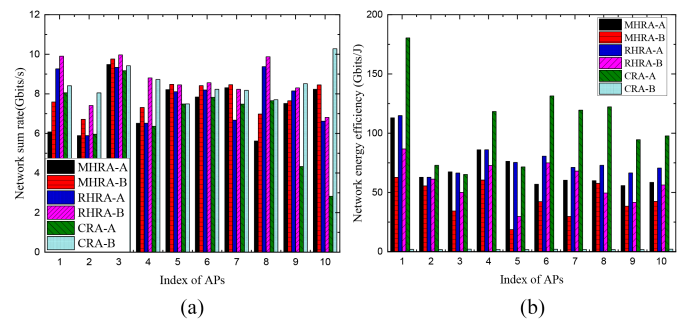 Network sum rate(Gbits/s)
12
10
8
6
4
2
0
MHRA-A
MHRA-B
RHRA-A
RHRA-B
CRA-A
CRA-B
1 2 3 4 5 6 7 8 9 10
Index of APs
(a)
Network energy efficiency (Gbits/J)
200
150
100
50
0
MHRA-A
MHRA-B
RHRA-A
RHRA-B
CRA-A
CRA-B
1 2 3 4 5 6 7 8 9 10
Index of APs
(b)